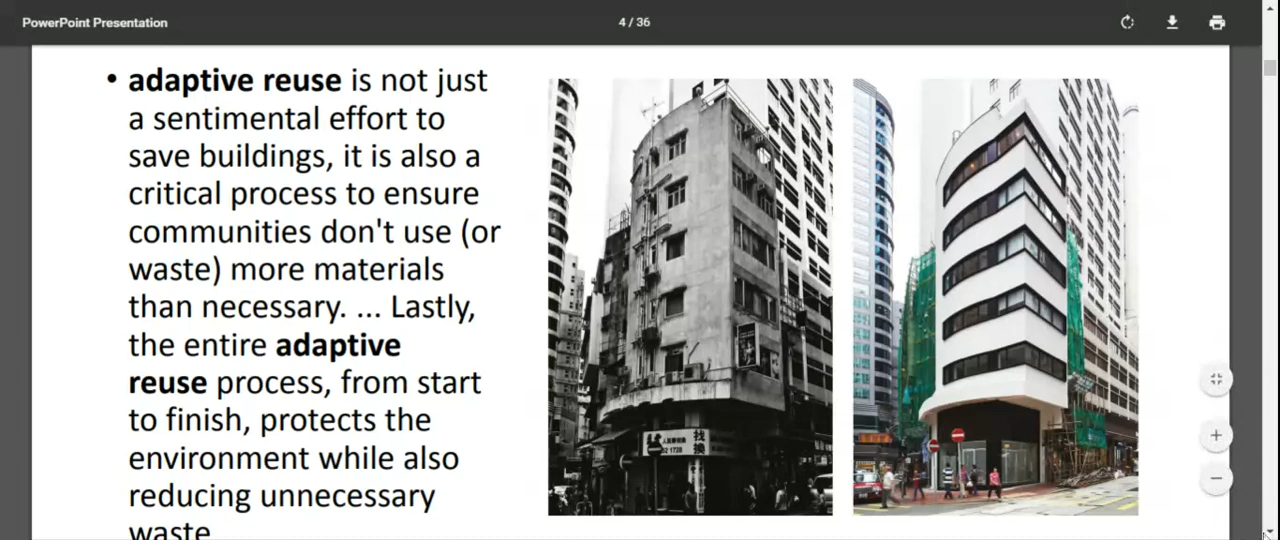 PowerPoint Presentation
4 / 36
• adaptive reuse is not just
a sentimental effort to
save buildings, it is also a
critical process to ensure
communities don't use (or
waste) more materials
than necessary. ... Lastly,
the entire adaptive
reuse process, from start
to finish, protects the
environment while also
reducing unnecessary
waste
找
換